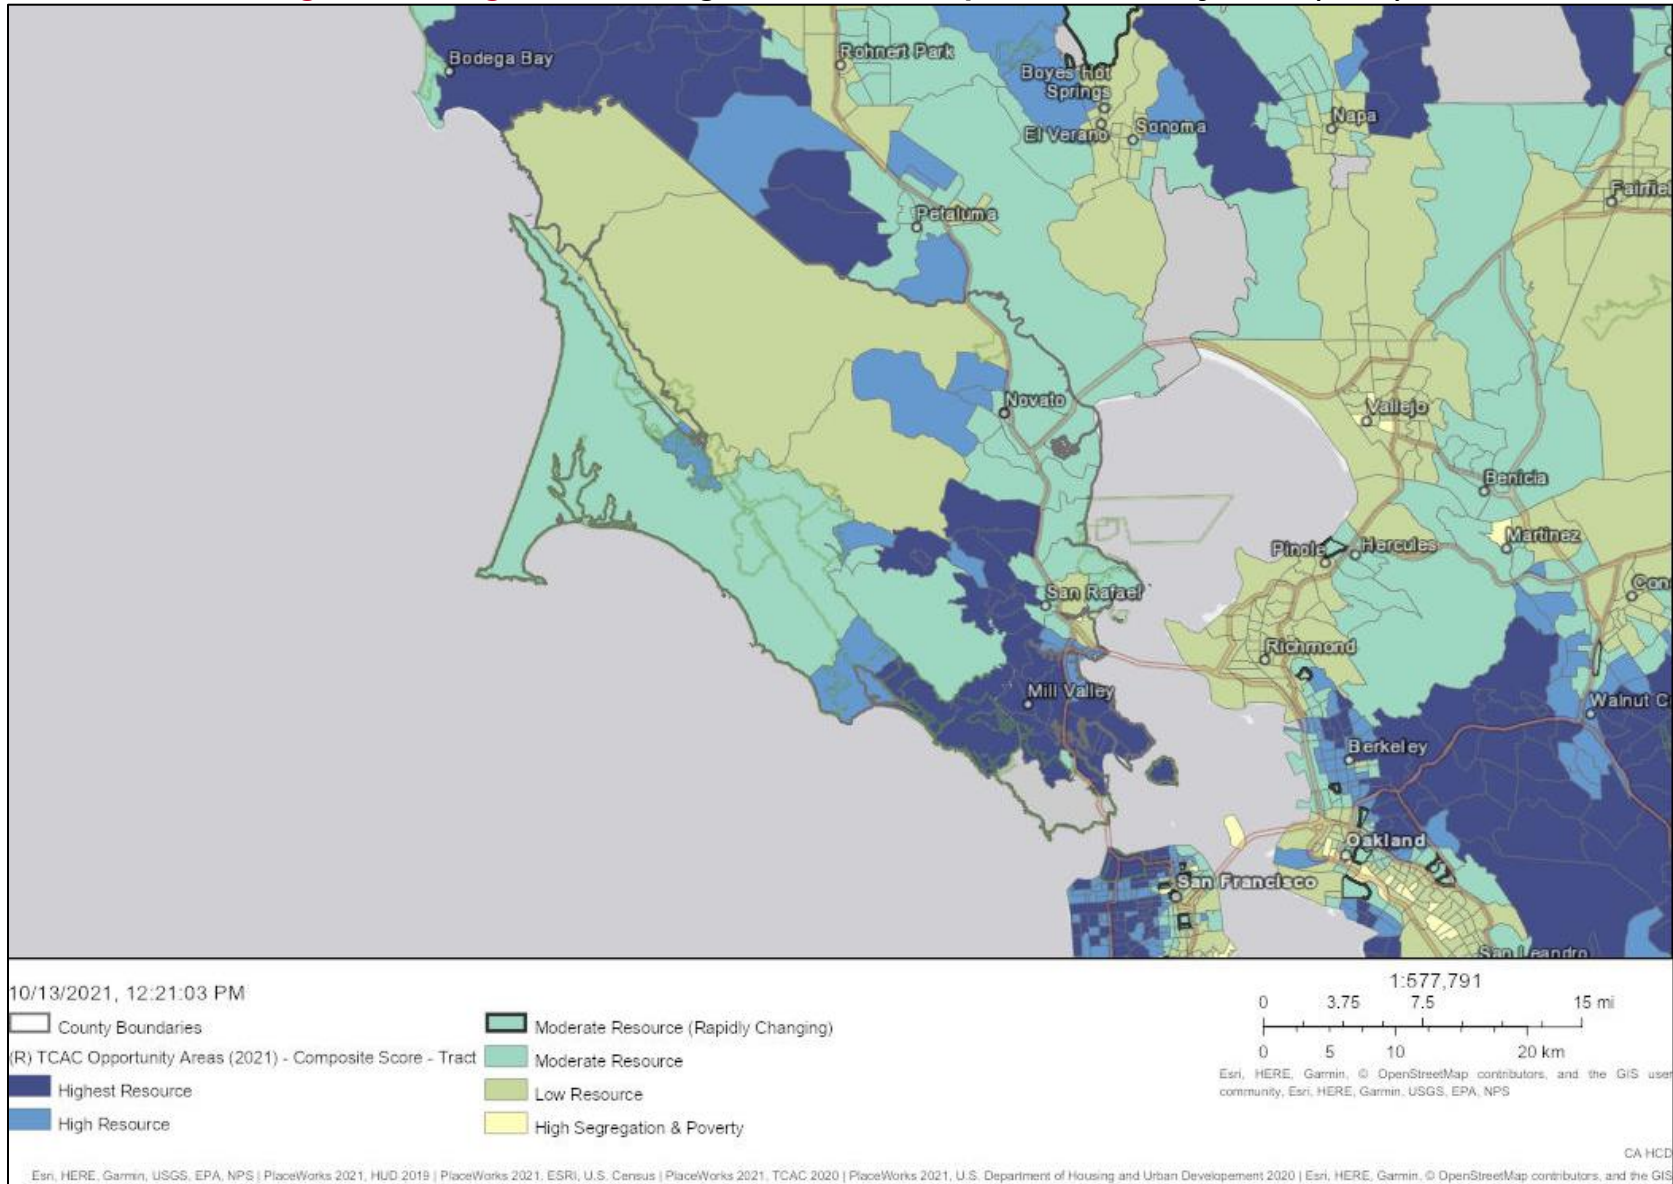 Bodega Bay
Rohnert Park
Boyes Hot
Springs
El Verano
Sonoma
Napa
Fairfiel
Petaluma
Novato
Vallejo
Benicia
Martinez
Pinole
Hercules
Con
San Rafael
Richmond
Mill Valley
Walnut C
Berkeley
Oakland
San Francisco
San Leandro
10/13/2021, 12:21:03 PM
County Boundaries
(R) TCAC Opportunity Areas (2021) - Composite Score - Tract
Highest Resource
High Resource
Moderate Resource (Rapidly Changing)
Moderate Resource
Low Resource
High Segregation & Poverty
1:577,791
0 3.75 7.5 15 mi
0 5 10 20 km
Esri, HERE, Garmin, © OpenStreetMap contributors, and the GIS user
community, Esri, HERE, Garmin, USGS, EPA, NPS
CA HCD
Esri, HERE, Garmin, USGS, EPA, NPS | PlaceWorks 2021, HUD 2019 | PlaceWorks 2021, ESRI, U.S. Census | PlaceWorks 2021, TCAC 2020 | PlaceWorks 2021, U.S. Department of Housing and Urban Developement 2020 | Esri, HERE, Garmin, © OpenStreetMap contributors, and the GIS